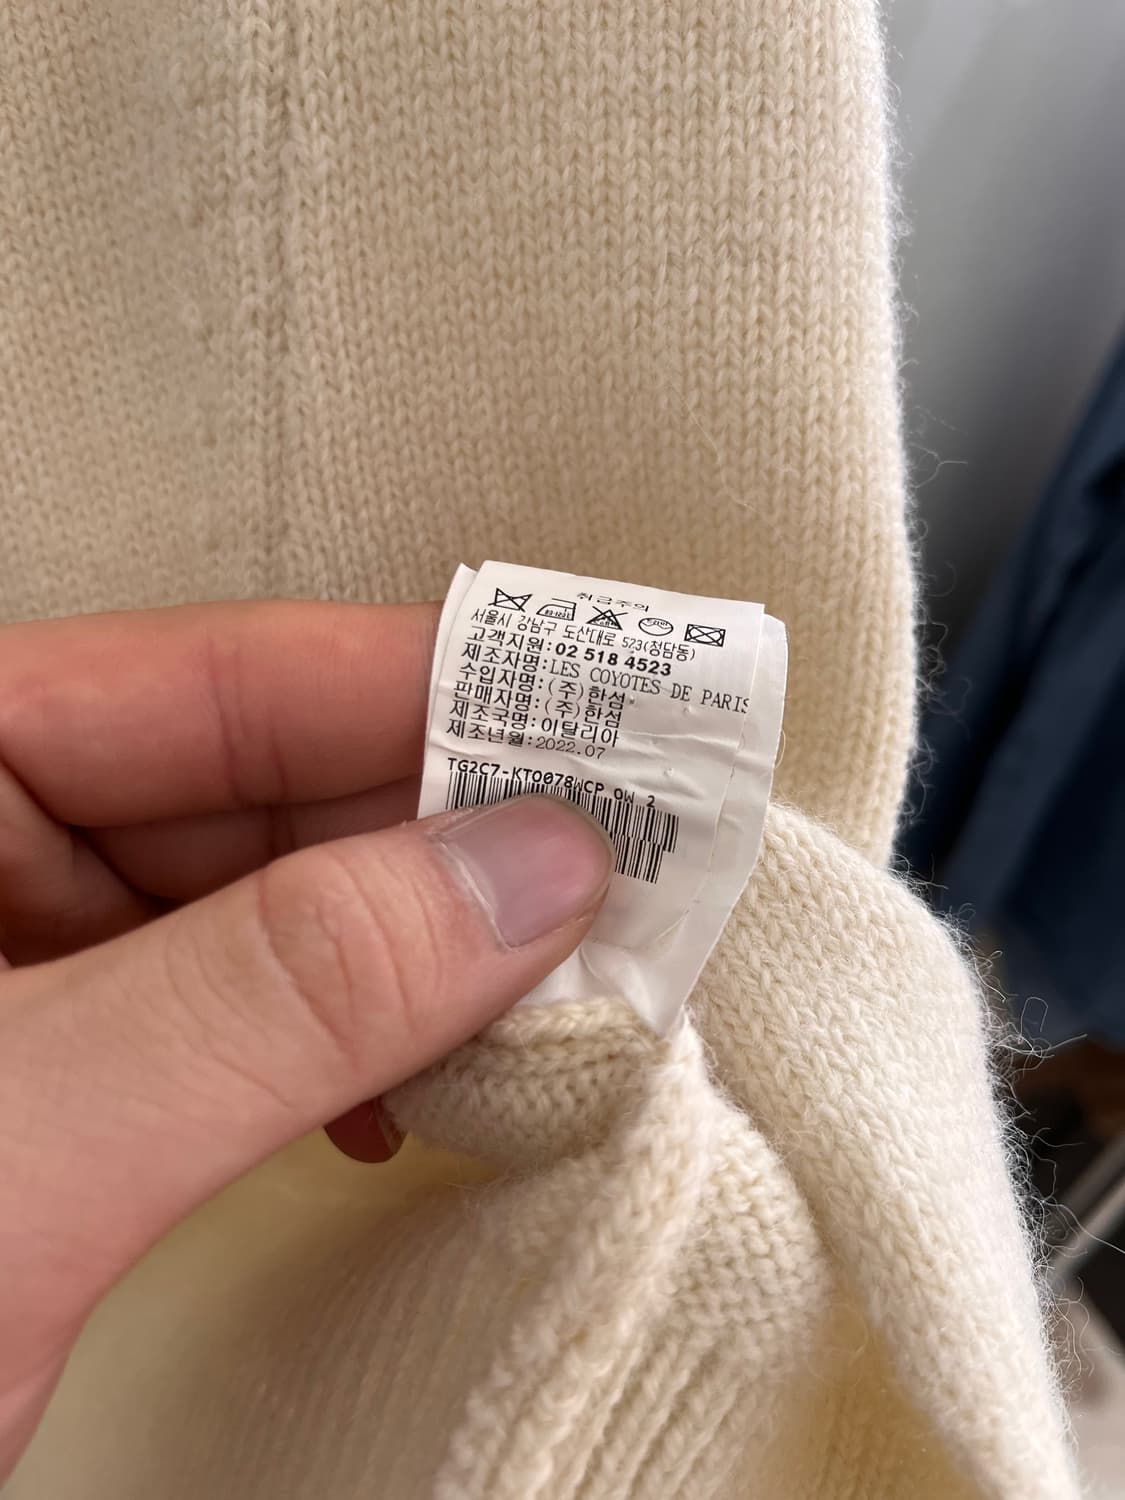 취급주의
서울시 강남구 도산대로 523(청담동)
고객지원:02 518 4523
제조자명:LES COYOTES DE PARIS
수입자명:(주)한섬
판매자명:(주)한섬
제조국명:이탈리아
제조년월:2022.07
TG2C7-KTO078WCP OW 2